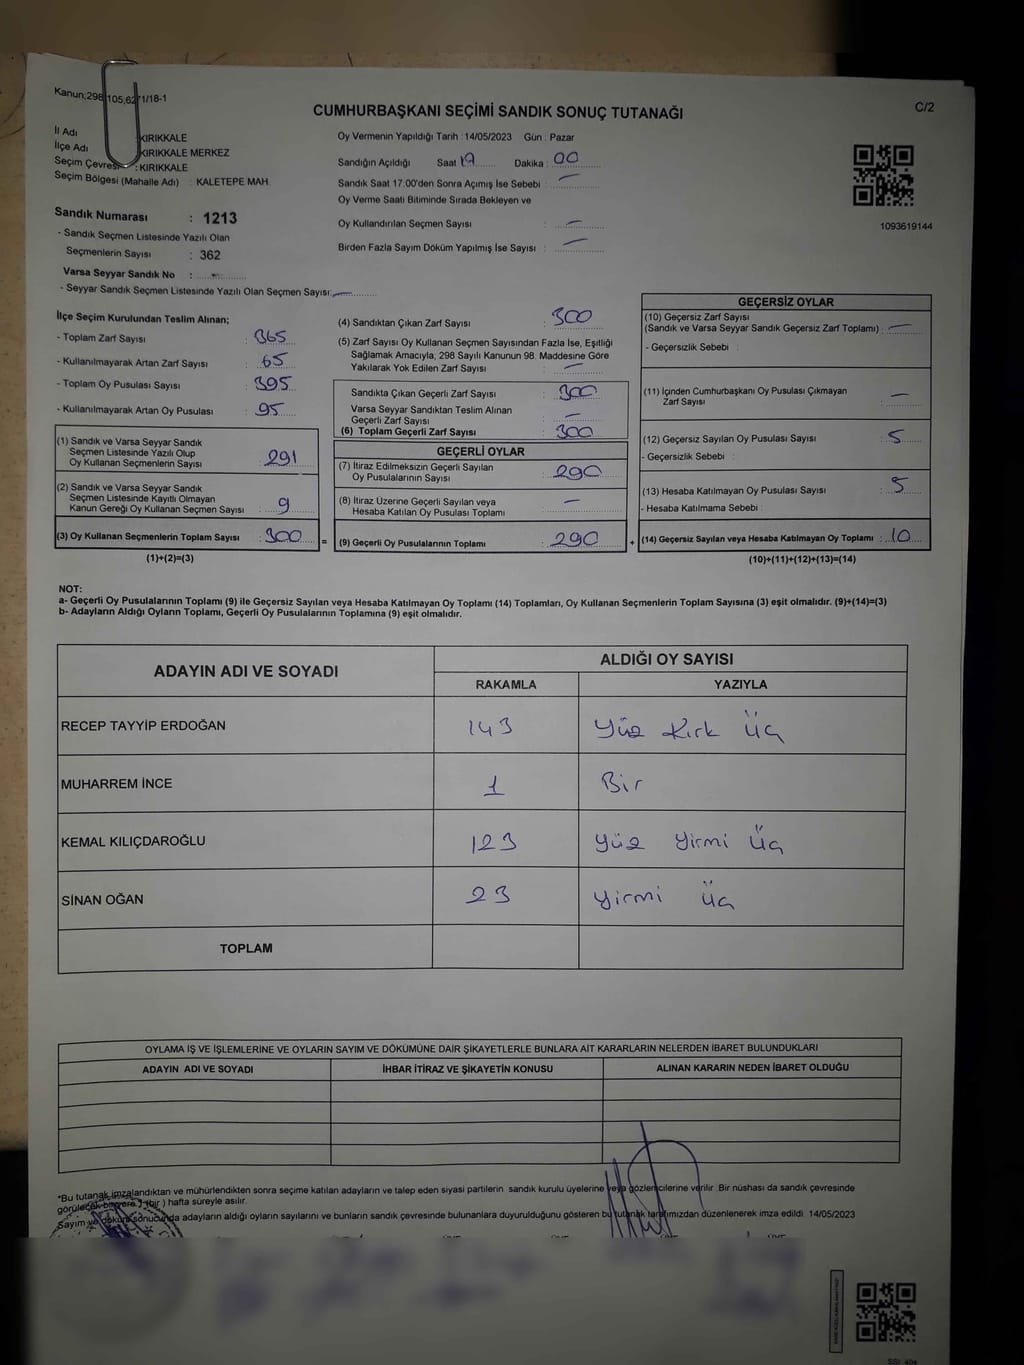 Kanun;298 105,6271/18-1
C/2
CUMHURBAŞKANI SEÇİMİ SANDIK SONUÇ TUTANAĞI
İl Adı : KIRIKKALE
İlçe Adı : KIRIKKALE MERKEZ
Seçim Çevresi : KIRIKKALE
Seçim Bölgesi (Mahalle Adı) : KALETEPE MAH.
Oy Vermenin Yapıldığı Tarih : 14/05/2023 Gün : Pazar
Sandığın Açıldığı Saat 17 Dakika : 00
Sandık Saat 17:00'den Sonra Açımış İse Sebebi : —
Oy Verme Saati Bitiminde Sırada Bekleyen ve
Oy Kullandırılan Seçmen Sayısı : —
Birden Fazla Sayım Döküm Yapılmış İse Sayısı : —
1093619144
Sandık Numarası : 1213
- Sandık Seçmen Listesinde Yazılı Olan
Seçmenlerin Sayısı : 362
Varsa Seyyar Sandık No : —
- Seyyar Sandık Seçmen Listesinde Yazılı Olan Seçmen Sayısı: —
İlçe Seçim Kurulundan Teslim Alınan;
- Toplam Zarf Sayısı : 365
- Kullanılmayarak Artan Zarf Sayısı : 65
- Toplam Oy Pusulası Sayısı : 395
- Kullanılmayarak Artan Oy Pusulası : 95
(1) Sandık ve Varsa Seyyar Sandık
Seçmen Listesinde Yazılı Olup
Oy Kullanan Seçmenlerin Sayısı : 291
(2) Sandık ve Varsa Seyyar Sandık
Seçmen Listesinde Kayıtlı Olmayan
Kanun Gereği Oy Kullanan Seçmen Sayısı : 9
(3) Oy Kullanan Seçmenlerin Toplam Sayısı : 300 =
(1)+(2)=(3)
(4) Sandıktan Çıkan Zarf Sayısı : 300
(5) Zarf Sayısı Oy Kullanan Seçmen Sayısından Fazla İse, Eşitliği
Sağlamak Amacıyla, 298 Sayılı Kanunun 98. Maddesine Göre
Yakılarak Yok Edilen Zarf Sayısı : —
Sandıkta Çıkan Geçerli Zarf Sayısı : 300
Varsa Seyyar Sandıktan Teslim Alınan
Geçerli Zarf Sayısı : —
(6) Toplam Geçerli Zarf Sayısı : 300
GEÇERLİ OYLAR
(7) İtiraz Edilmeksizin Geçerli Sayılan
Oy Pusulalarının Sayısı : 290
(8) İtiraz Üzerine Geçerli Sayılan veya
Hesaba Katılan Oy Pusulası Toplamı : —
(9) Geçerli Oy Pusulalarının Toplamı : 290 +
GEÇERSİZ OYLAR
(10) Geçersiz Zarf Sayısı
(Sandık ve Varsa Seyyar Sandık Geçersiz Zarf Toplamı) : —
- Geçersizlik Sebebi :
(11) İçinden Cumhurbaşkanı Oy Pusulası Çıkmayan
Zarf Sayısı : —
(12) Geçersiz Sayılan Oy Pusulası Sayısı : 5
- Geçersizlik Sebebi :
(13) Hesaba Katılmayan Oy Pusulası Sayısı : 5
- Hesaba Katılmama Sebebi :
(14) Geçersiz Sayılan veya Hesaba Katılmayan Oy Toplamı : 10
(10)+(11)+(12)+(13)=(14)
NOT:
a- Geçerli Oy Pusulalarının Toplamı (9) ile Geçersiz Sayılan veya Hesaba Katılmayan Oy Toplamı (14) Toplamları, Oy Kullanan Seçmenlerin Toplam Sayısına (3) eşit olmalıdır. (9)+(14)=(3)
b- Adayların Aldığı Oyların Toplamı, Geçerli Oy Pusulalarının Toplamına (9) eşit olmalıdır.
ADAYIN ADI VE SOYADI ALDIĞI OY SAYISI
RAKAMLA YAZIYLA
RECEP TAYYİP ERDOĞAN 143 Yüz Kırk Üç
MUHARREM İNCE 1 Bir
KEMAL KILIÇDAROĞLU 123 Yüz Yirmi Üç
SİNAN OĞAN 23 Yirmi Üç
TOPLAM
OYLAMA İŞ VE İŞLEMLERİNE VE OYLARIN SAYIM VE DÖKÜMÜNE DAİR ŞİKAYETLERLE BUNLARA AİT KARARLARIN NELERDEN İBARET BULUNDUKLARI
ADAYIN ADI VE SOYADI İHBAR İTİRAZ VE ŞİKAYETİN KONUSU ALINAN KARARIN NEDEN İBARET OLDUĞU
*Bu tutanak imzalandıktan ve mühürlendikten sonra seçime katılan adayların ve talep eden siyasi partilerin sandık kurulu üyelerine veya gözlemcilerine verilir. Bir nüshası da sandık çevresinde
görülecek bir yere 1 (bir) hafta süreyle asılır.
Sayım ve döküm sonucunda adayların aldığı oyların sayılarını ve bunların sandık çevresinde bulunanlara duyurulduğunu gösteren bu tutanak tarafımızdan düzenlenerek imza edildi. 14/05/2023